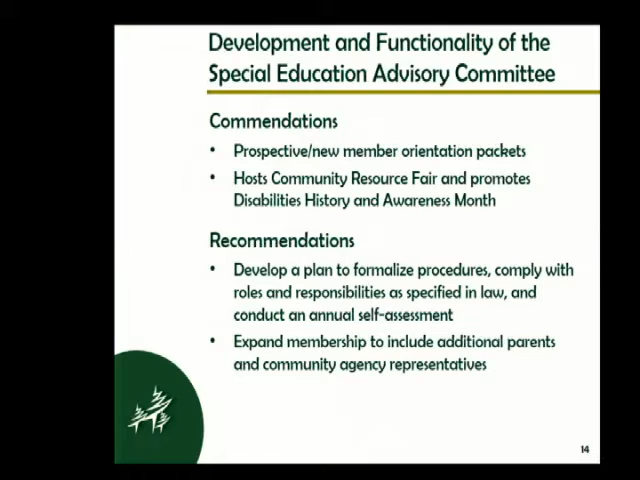 Development and Functionality of the
Special Education Advisory Committee
Commendations
• Prospective/new member orientation packets
• Hosts Community Resource Fair and promotes
Disabilities History and Awareness Month
Recommendations
• Develop a plan to formalize procedures, comply with
roles and responsibilities as specified in law, and
conduct an annual self-assessment
• Expand membership to include additional parents
and community agency representatives
14